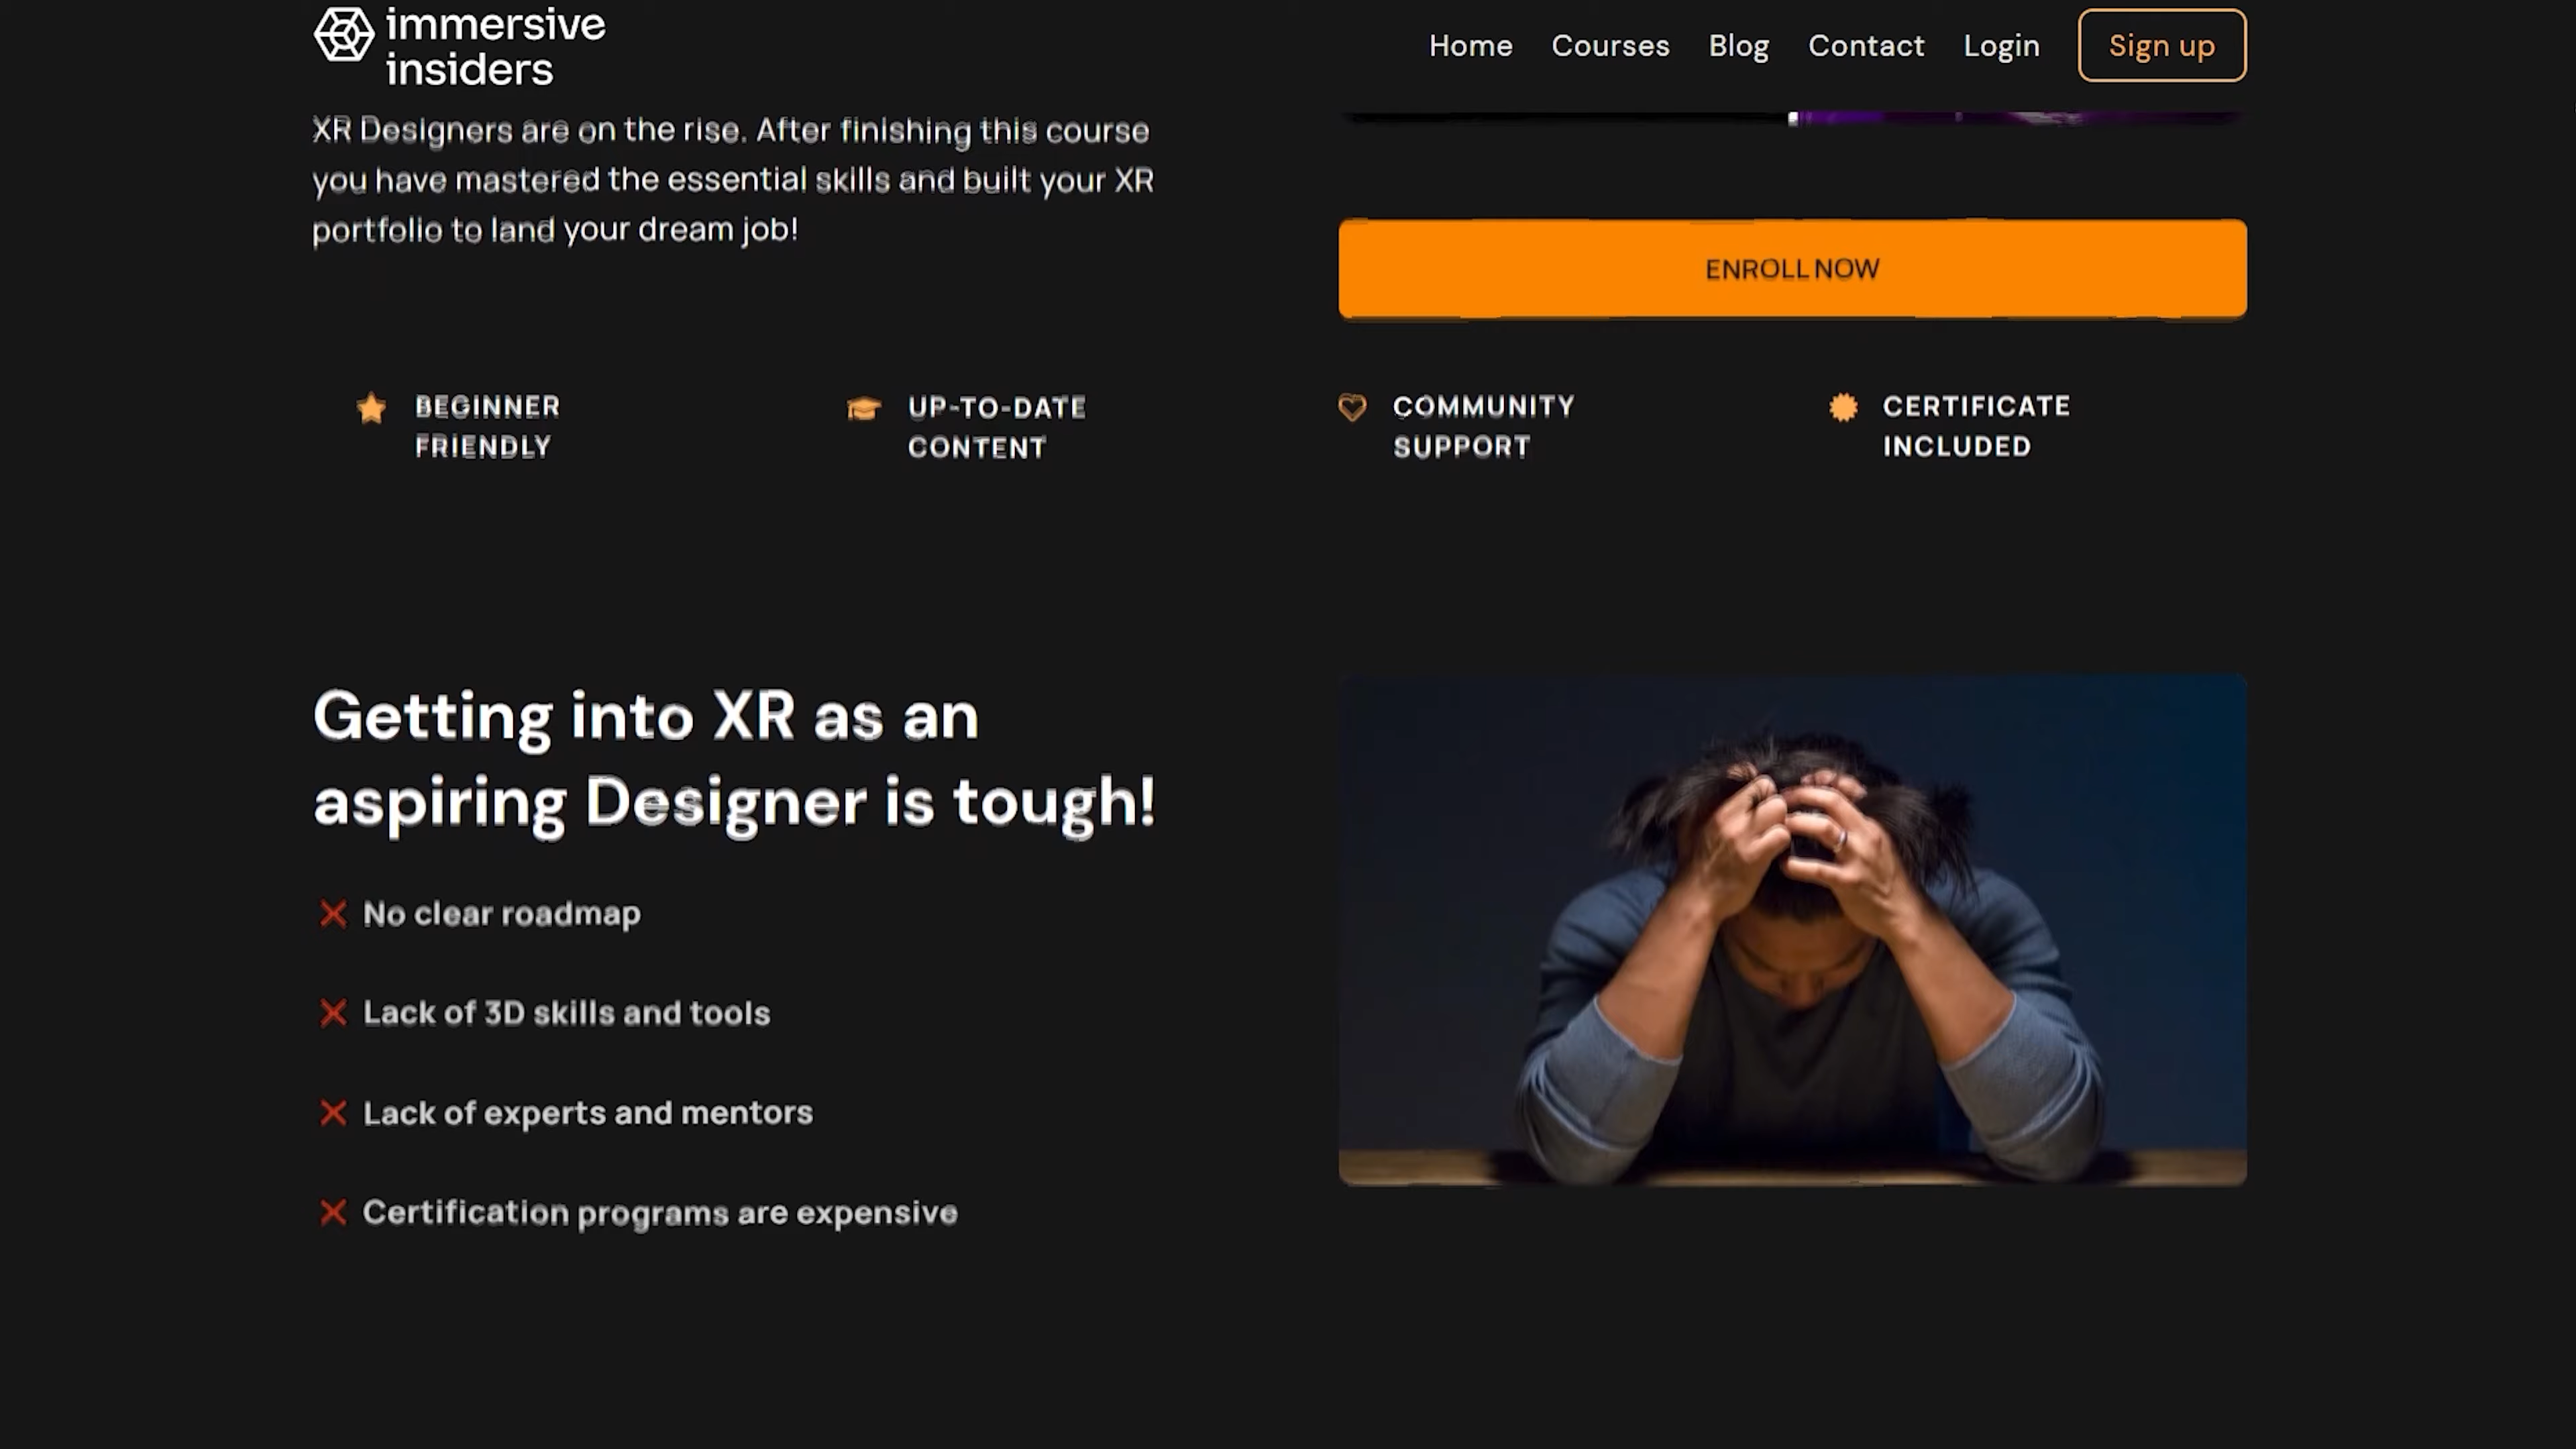 immersive
insiders
Home Courses Blog Contact Login Sign up
XR Designers are on the rise. After finishing this course
you have mastered the essential skills and built your XR
portfolio to land your dream job!
ENROLL NOW
BEGINNER
FRIENDLY
UP-TO-DATE
CONTENT
COMMUNITY
SUPPORT
CERTIFICATE
INCLUDED
Getting into XR as an
aspiring Designer is tough!
No clear roadmap
Lack of 3D skills and tools
Lack of experts and mentors
Certification programs are expensive